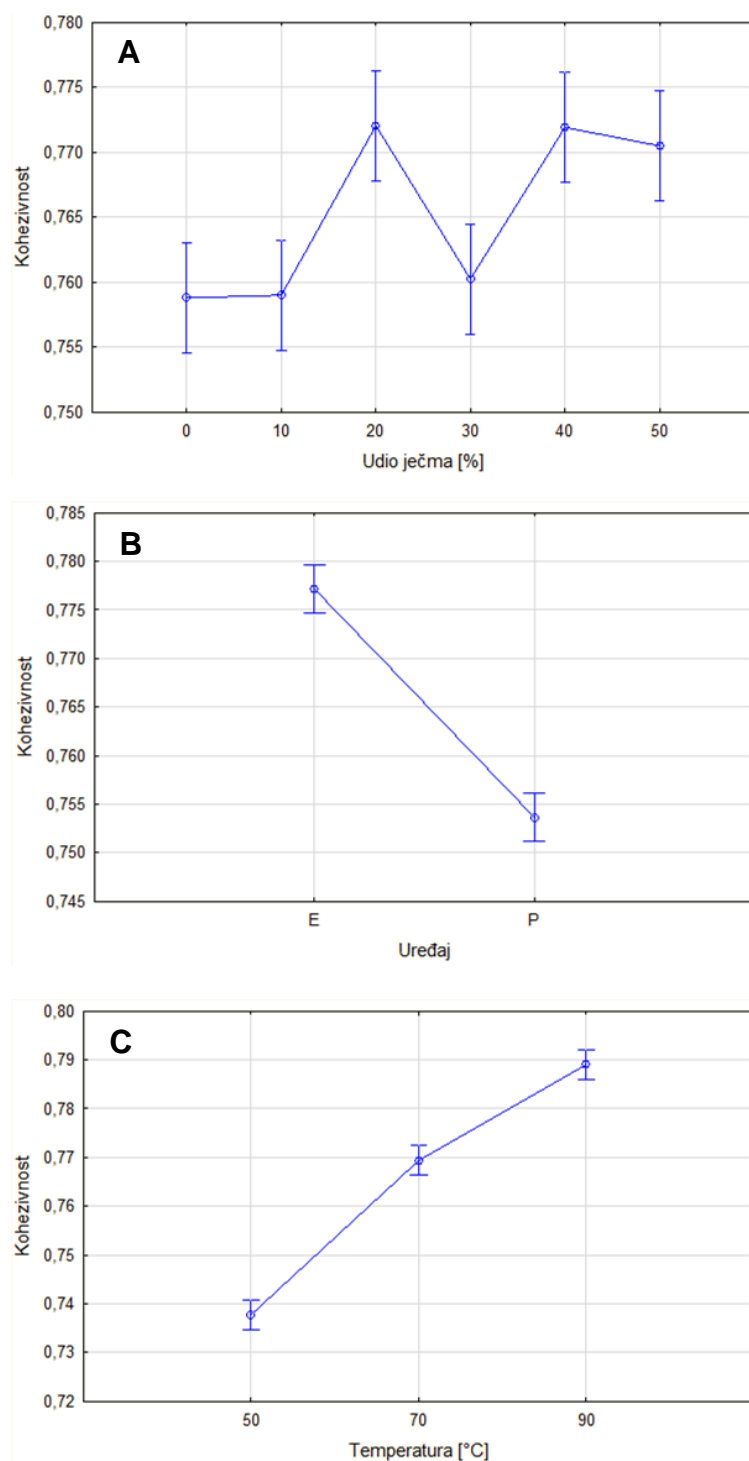 A
0,780
0,775
0,770
0,765
0,760
0,755
0,750
Kohezivnost
0 10 20 30 40 50
Udio ječma [%]
B
0,785
0,780
0,775
0,770
0,765
0,760
0,755
0,750
0,745
Kohezivnost
E P
Uređaj
C
0,80
0,79
0,78
0,77
0,76
0,75
0,74
0,73
0,72
Kohezivnost
50 70 90
Temperatura [°C]